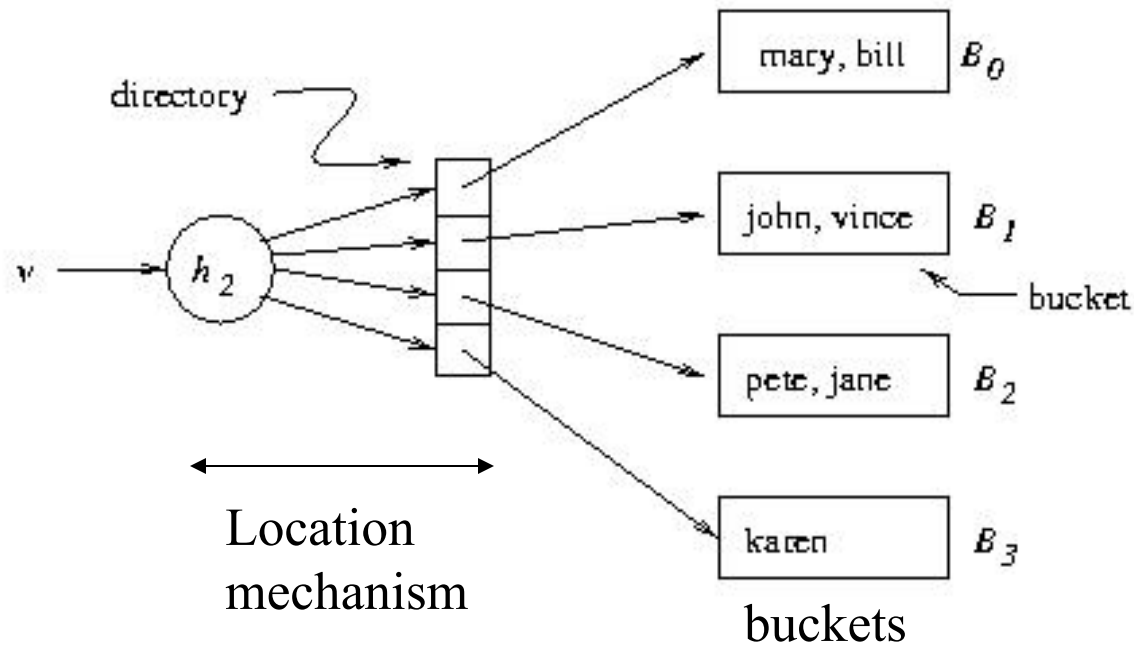 mary, bill B0
directory
john, vince B1
v h2
bucket
pete, jane B2
Location
mechanism
karen B3
buckets